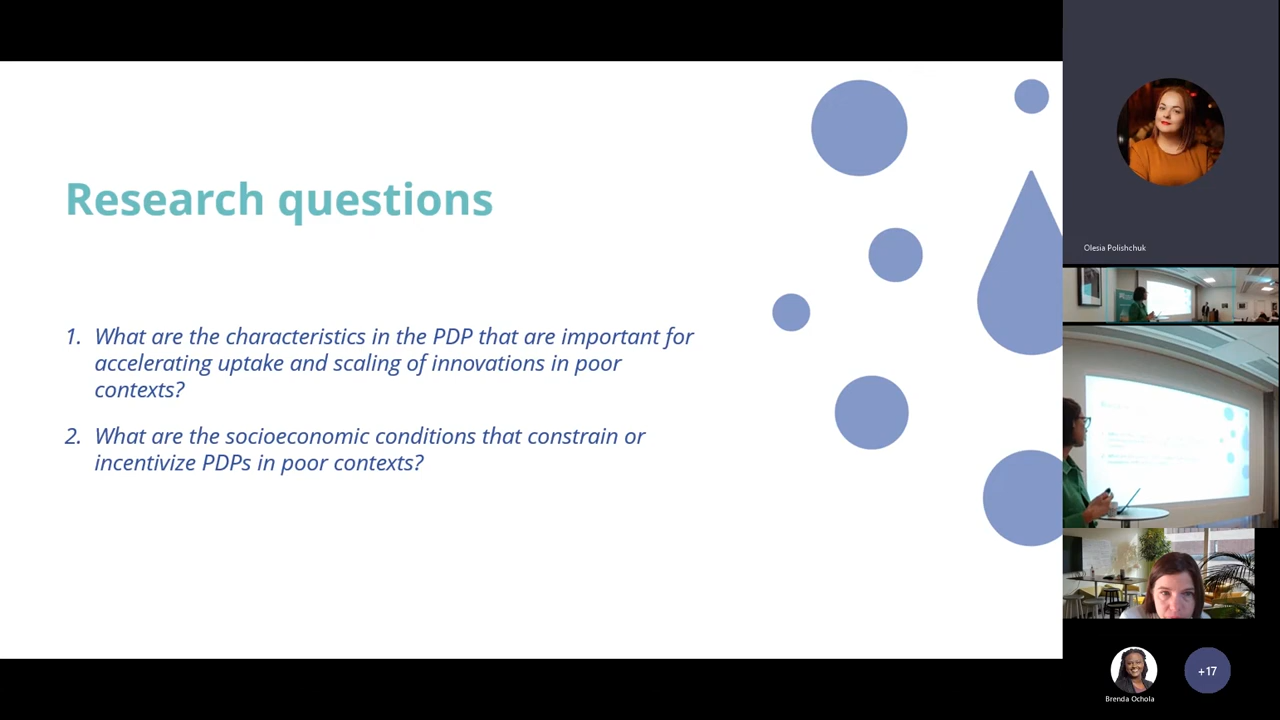 Research questions
1. What are the characteristics in the PDP that are important for
accelerating uptake and scaling of innovations in poor
contexts?
2. What are the socioeconomic conditions that constrain or
incentivize PDPs in poor contexts?
Olesia Polishchuk
Brenda Ochola
+17